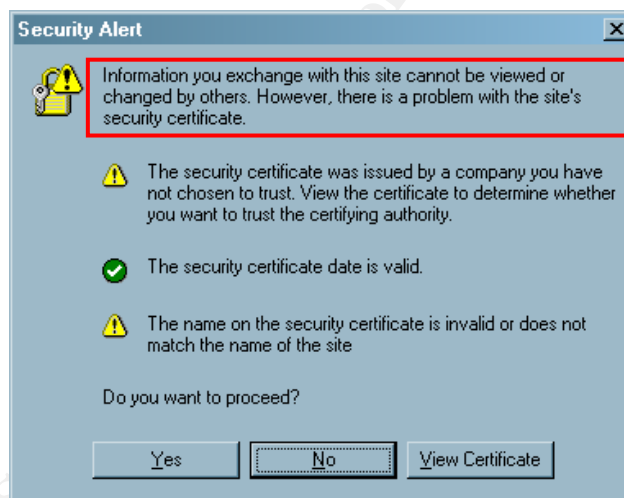 Security Alert
Information you exchange with this site cannot be viewed or
changed by others. However, there is a problem with the site's
security certificate.
The security certificate was issued by a company you have
not chosen to trust. View the certificate to determine whether
you want to trust the certifying authority.
The security certificate date is valid.
The name on the security certificate is invalid or does not
match the name of the site
Do you want to proceed?
Yes No View Certificate